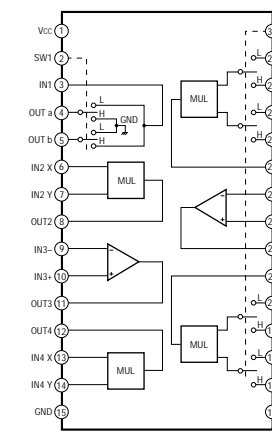 Vcc 1
SW1 2
IN1 3
OUT a 4
OUT b 5
IN2 X 6
IN2 Y 7
OUT2 8
IN3− 9
IN3+ 10
OUT3 11
OUT4 12
IN4 X 13
IN4 Y 14
GND 15
L
H
L
H
GND
MUL
− +
MUL
MUL
L
H
L
H
− +
MUL
L
H
L
H